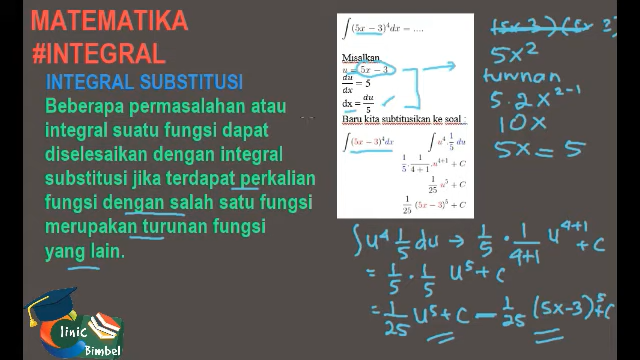 MATEMATIKA
#INTEGRAL
INTEGRAL SUBSTITUSI
Beberapa permasalahan atau
integral suatu fungsi dapat
diselesaikan dengan integral
substitusi jika terdapat perkalian
fungsi dengan salah satu fungsi
merupakan turunan fungsi
yang lain.
Clinic
Bimbel
∫(5x − 3)⁴dx = ....
Misalkan
u = 5x − 3
du/dx = 5
dx = du/5
Baru kita subtitusikan ke soal :
∫(5x − 3)⁴dx ∫u⁴.1/5 du
1/5 . 1/(4+1) .u⁴⁺¹ + C
1/25 u⁵ + C
1/25 (5x − 3)⁵ + C
5x²
turunan
5.2x²⁻¹
10x
5x = 5
∫u⁴ 1/5 du → 1/5 . 1/(4+1) u⁴⁺¹ + C
= 1/5 . 1/5 u⁵ + C
= 1/25 u⁵ + C − 1/25 (5x−3)⁵ + C